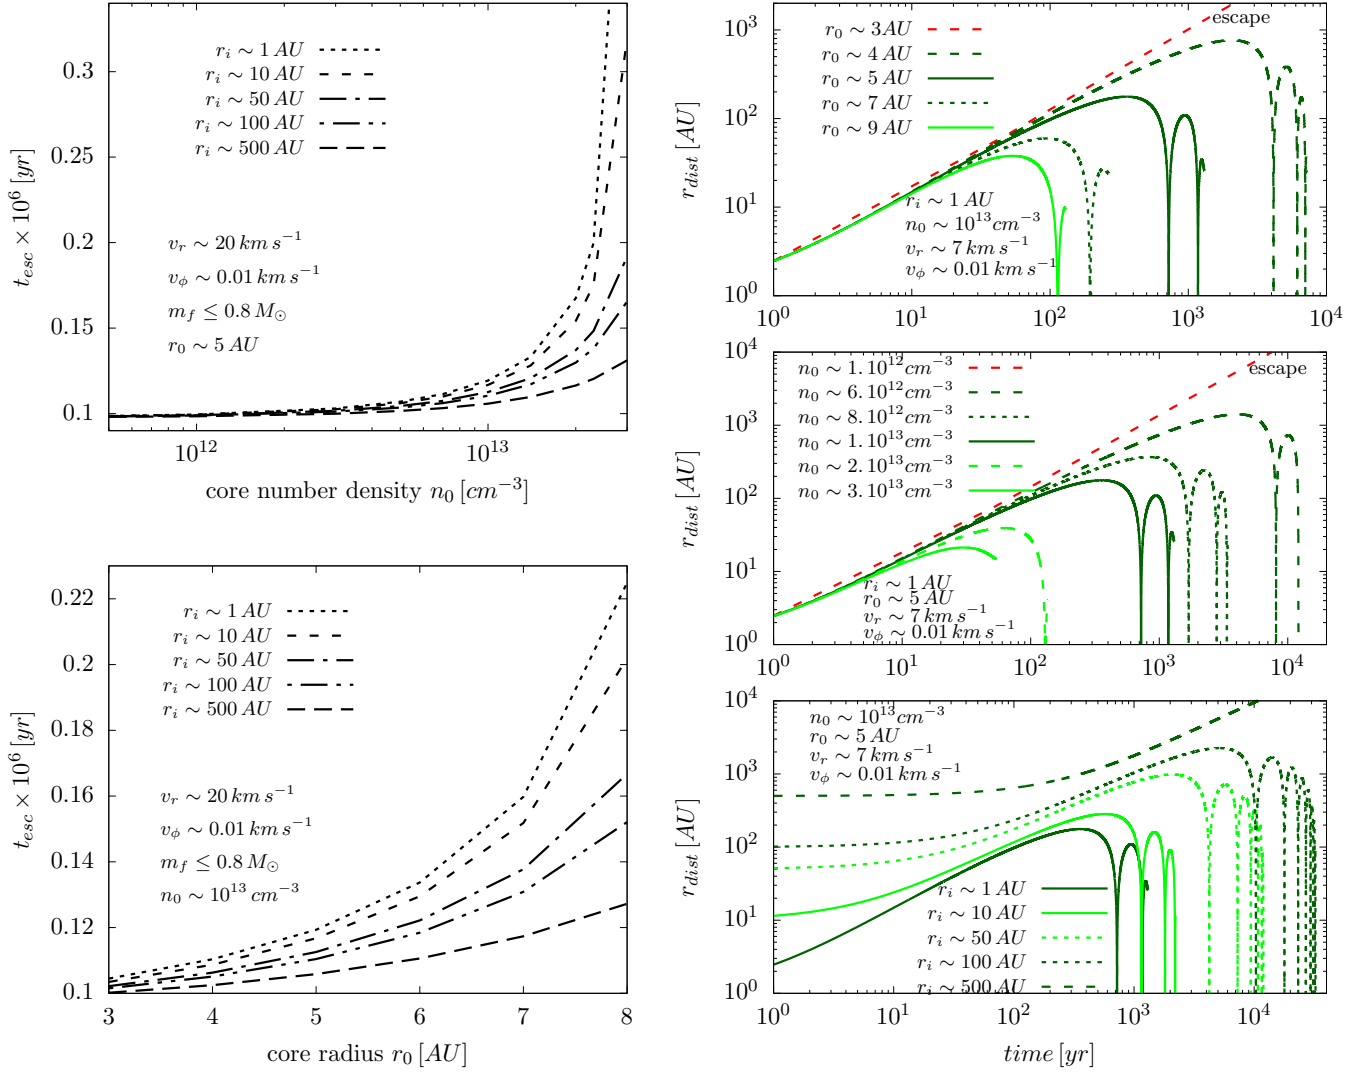 0.3
0.25
0.2
0.15
0.1
10^12
10^13
t_esc × 10^6 [yr]
core number density n_0 [cm^−3]
r_i ∼ 1 AU
r_i ∼ 10 AU
r_i ∼ 50 AU
r_i ∼ 100 AU
r_i ∼ 500 AU
v_r ∼ 20 km s^−1
v_ϕ ∼ 0.01 km s^−1
m_f ≤ 0.8 M_⊙
r_0 ∼ 5 AU
0.22
0.2
0.18
0.16
0.14
0.12
0.1
3
4
5
6
7
8
t_esc × 10^6 [yr]
core radius r_0 [AU]
r_i ∼ 1 AU
r_i ∼ 10 AU
r_i ∼ 50 AU
r_i ∼ 100 AU
r_i ∼ 500 AU
v_r ∼ 20 km s^−1
v_ϕ ∼ 0.01 km s^−1
m_f ≤ 0.8 M_⊙
n_0 ∼ 10^13 cm^−3
10^3
10^2
10^1
10^0
r_dist [AU]
r_0 ∼ 3 AU
r_0 ∼ 4 AU
r_0 ∼ 5 AU
r_0 ∼ 7 AU
r_0 ∼ 9 AU
escape
r_i ∼ 1 AU
n_0 ∼ 10^13 cm^−3
v_r ∼ 7 km s^−1
v_ϕ ∼ 0.01 km s^−1
10^0
10^1
10^2
10^3
10^4
10^4
10^3
10^2
10^1
10^0
r_dist [AU]
n_0 ∼ 1.10^12 cm^−3
n_0 ∼ 6.10^12 cm^−3
n_0 ∼ 8.10^12 cm^−3
n_0 ∼ 1.10^13 cm^−3
n_0 ∼ 2.10^13 cm^−3
n_0 ∼ 3.10^13 cm^−3
escape
r_i ∼ 1 AU
r_0 ∼ 5 AU
v_r ∼ 7 km s^−1
v_ϕ ∼ 0.01 km s^−1
10^0
10^1
10^2
10^3
10^4
10^4
10^3
10^2
10^1
10^0
r_dist [AU]
n_0 ∼ 10^13 cm^−3
r_0 ∼ 5 AU
v_r ∼ 7 km s^−1
v_ϕ ∼ 0.01 km s^−1
r_i ∼ 1 AU
r_i ∼ 10 AU
r_i ∼ 50 AU
r_i ∼ 100 AU
r_i ∼ 500 AU
10^0
10^1
10^2
10^3
10^4
time [yr]